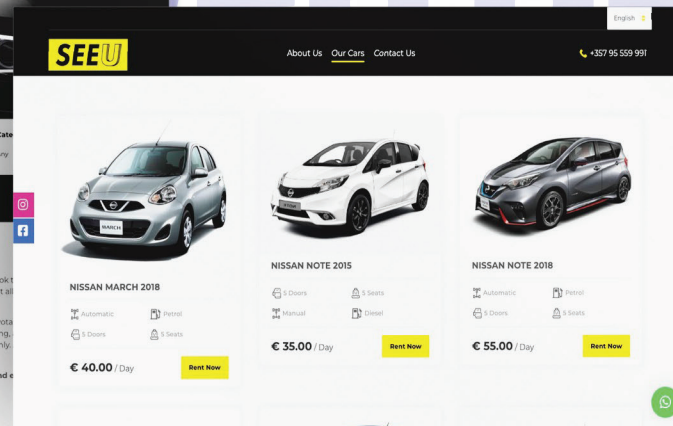 English
SEEU
About Us Our Cars Contact Us
+357 95 559 991
NISSAN MARCH 2018
Automatic Petrol
5 Doors 5 Seats
€ 40.00 / Day Rent Now
NISSAN NOTE 2015
5 Doors 5 Seats
Manual Diesel
€ 35.00 / Day Rent Now
NISSAN NOTE 2018
Automatic Petrol
5 Doors 5 Seats
€ 55.00 / Day Rent Now
MARCH